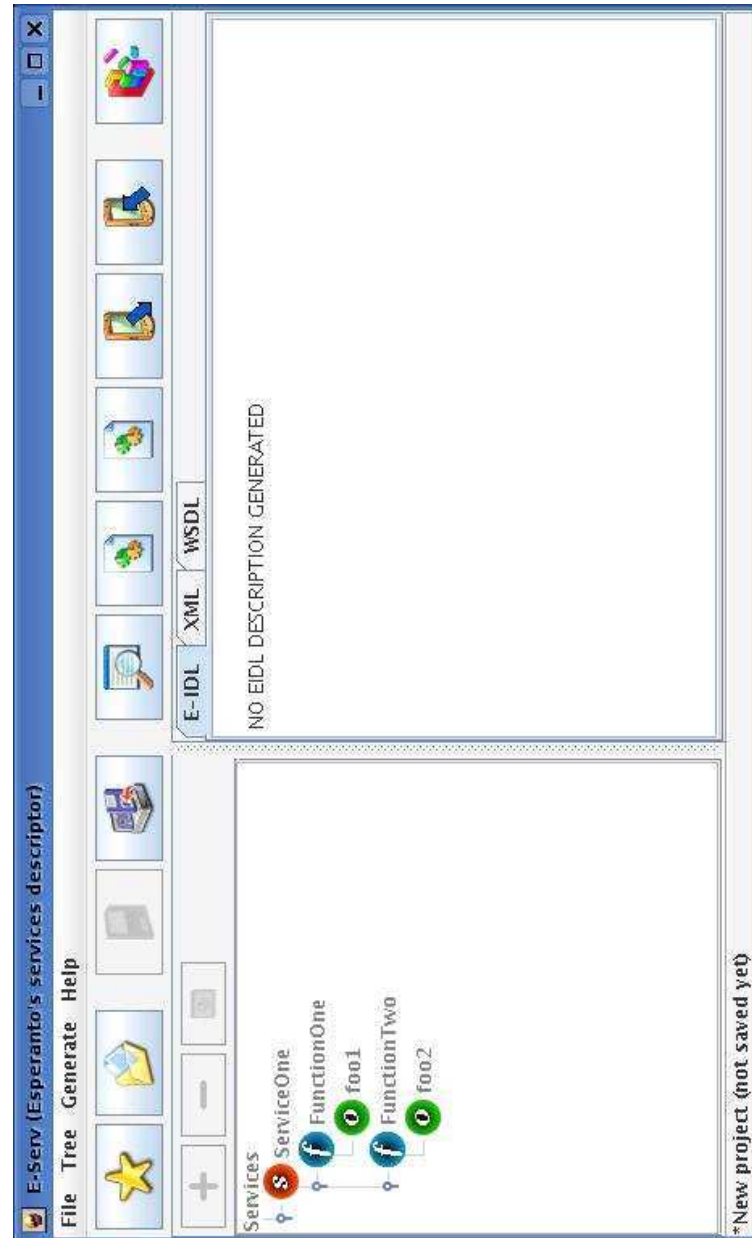 E-Serv (Esperanto's services descriptor)
File Tree Generate Help
E-IDL XML WSDL
Services
ServiceOne
FunctionOne
foo1
FunctionTwo
foo2
NO EIDL DESCRIPTION GENERATED
*New project (not saved yet)